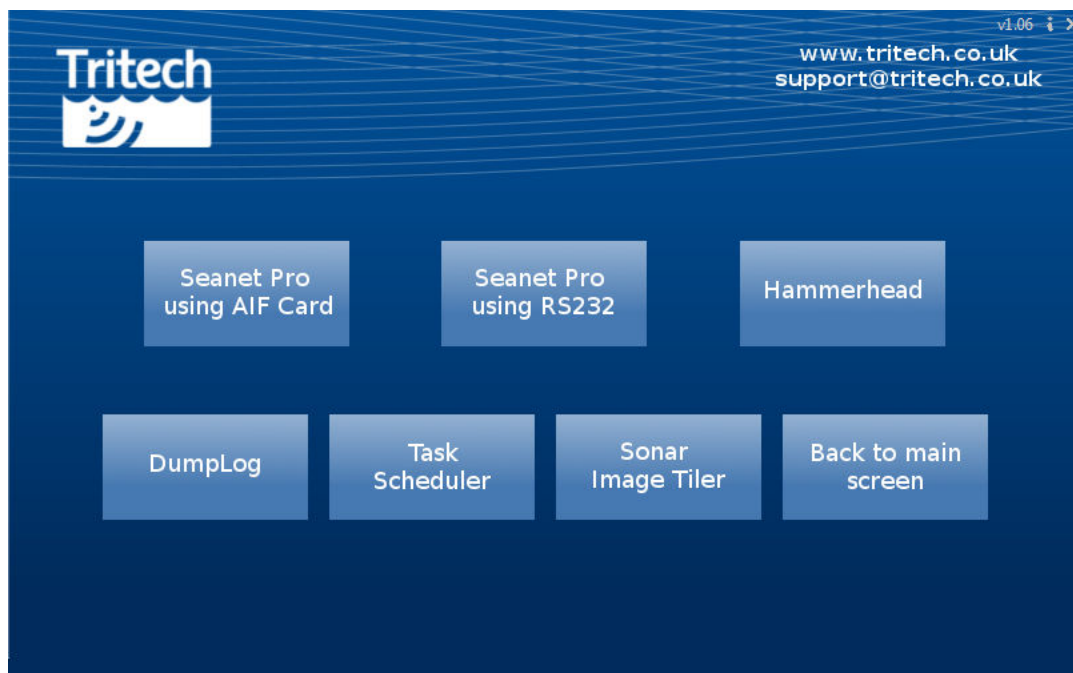 v1.06 i X
Tritech
www.tritech.co.uk
support@tritech.co.uk
Seanet Pro
using AIF Card
Seanet Pro
using RS232
Hammerhead
DumpLog
Task
Scheduler
Sonar
Image Tiler
Back to main
screen